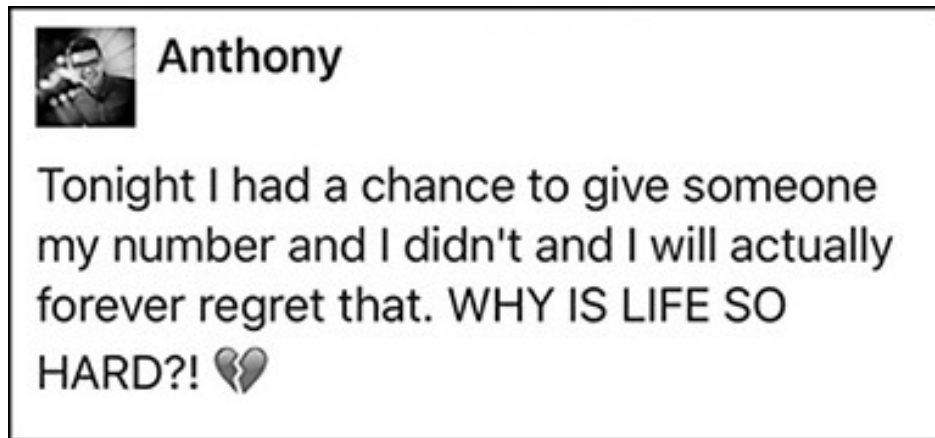 Anthony
Tonight I had a chance to give someone
my number and I didn't and I will actually
forever regret that. WHY IS LIFE SO
HARD?! 💔